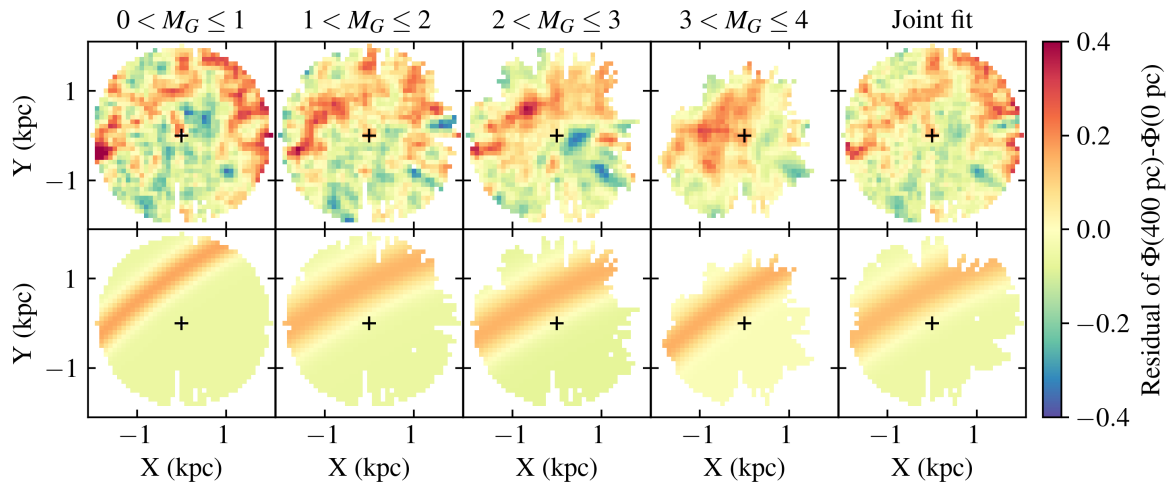 0 < M_G ≤ 1 1 < M_G ≤ 2 2 < M_G ≤ 3 3 < M_G ≤ 4 Joint fit
Y (kpc)
1
−1
Y (kpc)
1
−1
−1 1 −1 1 −1 1 −1 1 −1 1
X (kpc) X (kpc) X (kpc) X (kpc) X (kpc)
0.4
0.2
0.0
−0.2
−0.4
Residual of Φ(400 pc)-Φ(0 pc)